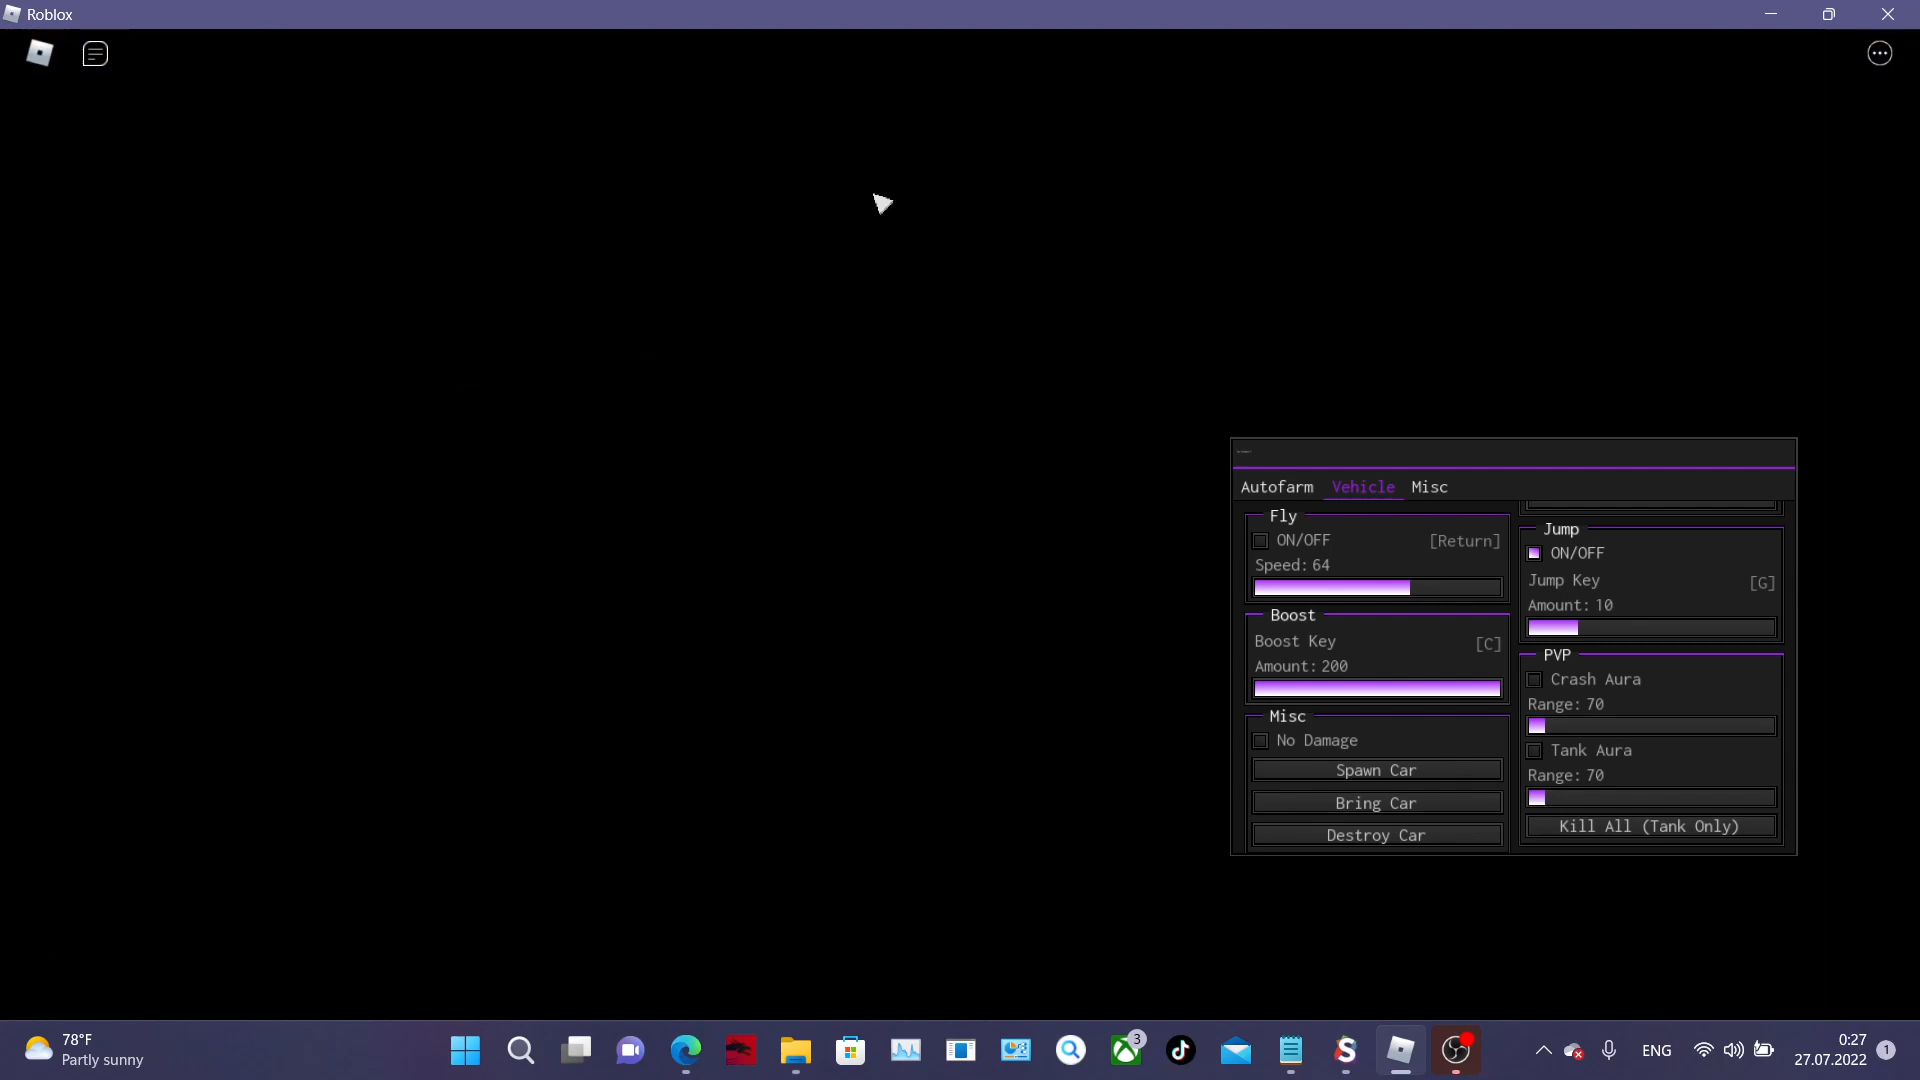 Roblox
Autofarm Vehicle Misc
Fly
ON/OFF [Return]
Speed: 64
Boost
Boost Key [C]
Amount: 200
Misc
No Damage
Spawn Car
Bring Car
Destroy Car
Jump
ON/OFF
Jump Key [G]
Amount: 10
PVP
Crash Aura
Range: 70
Tank Aura
Range: 70
Kill All (Tank Only)
78°F
Partly sunny
3
ENG
0:27
27.07.2022
1